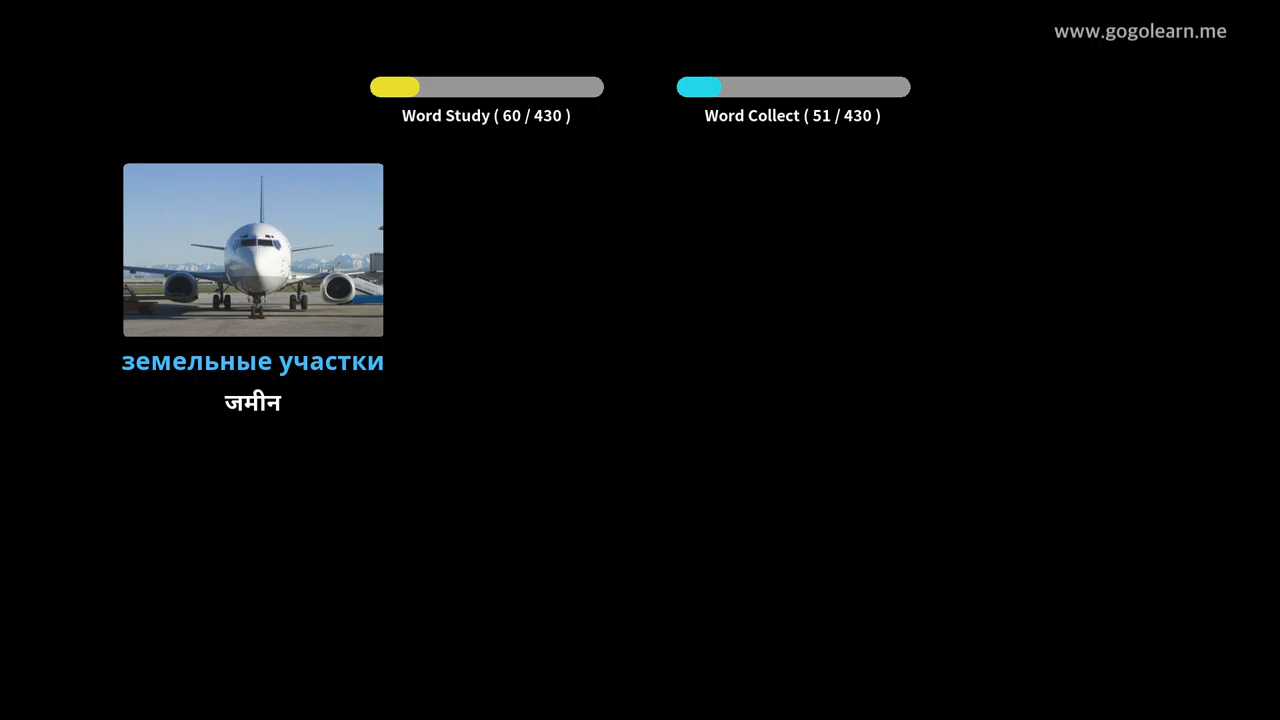 www.gogolearn.me
Word Study ( 60 / 430 )
Word Collect ( 51 / 430 )
земельные участки
जमीन